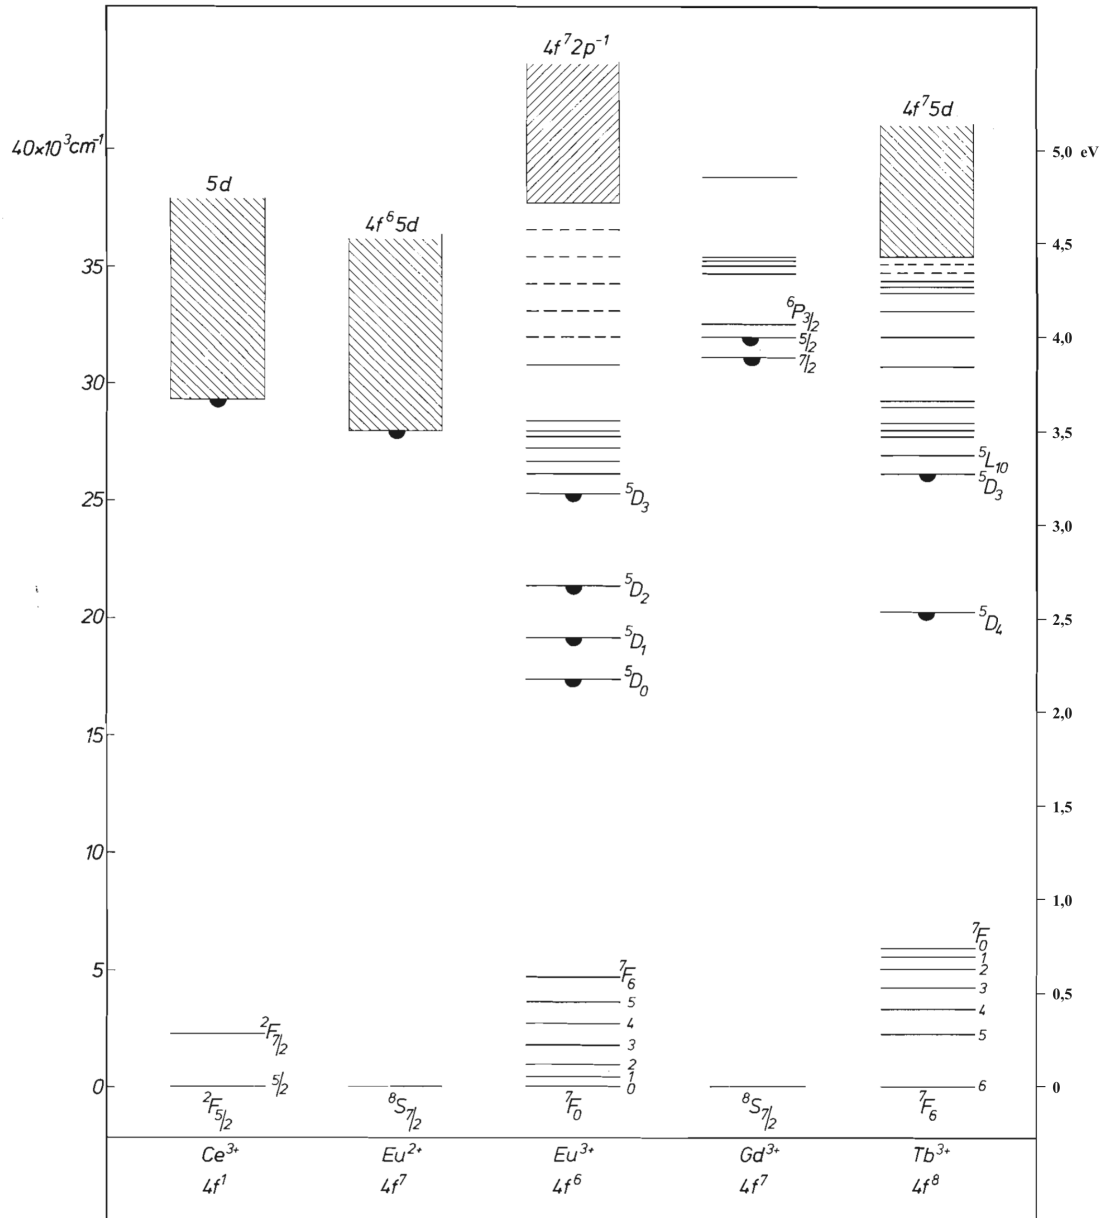 4f⁷2p⁻¹
4f⁷5d
40×10³cm⁻¹
5,0 eV
5d
4f⁶5d
4,5
35
⁶P3/2
5/2
4,0
7/2
30
3,5
⁵L10
⁵D3
⁵D3
25
3,0
⁵D2
20
⁵D4
2,5
⁵D1
⁵D0
2,0
15
1,5
10
1,0
⁷F0
1
5
⁷F6
2
5
3
0,5
4
4
²F7/2
3
5
2
1
0
5/2
0
6
0
²F5/2
⁸S7/2
⁷F0
⁸S7/2
⁷F6
Ce³⁺
Eu²⁺
Eu³⁺
Gd³⁺
Tb³⁺
4f¹
4f⁷
4f⁶
4f⁷
4f⁸